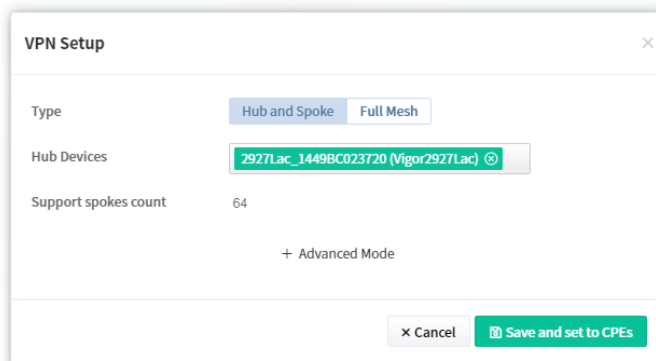 VPN Setup
Type Hub and Spoke Full Mesh
Hub Devices 2927Lac_1449BC023720 (Vigor2927Lac)
Support spokes count 64
+ Advanced Mode
× Cancel Save and set to CPEs